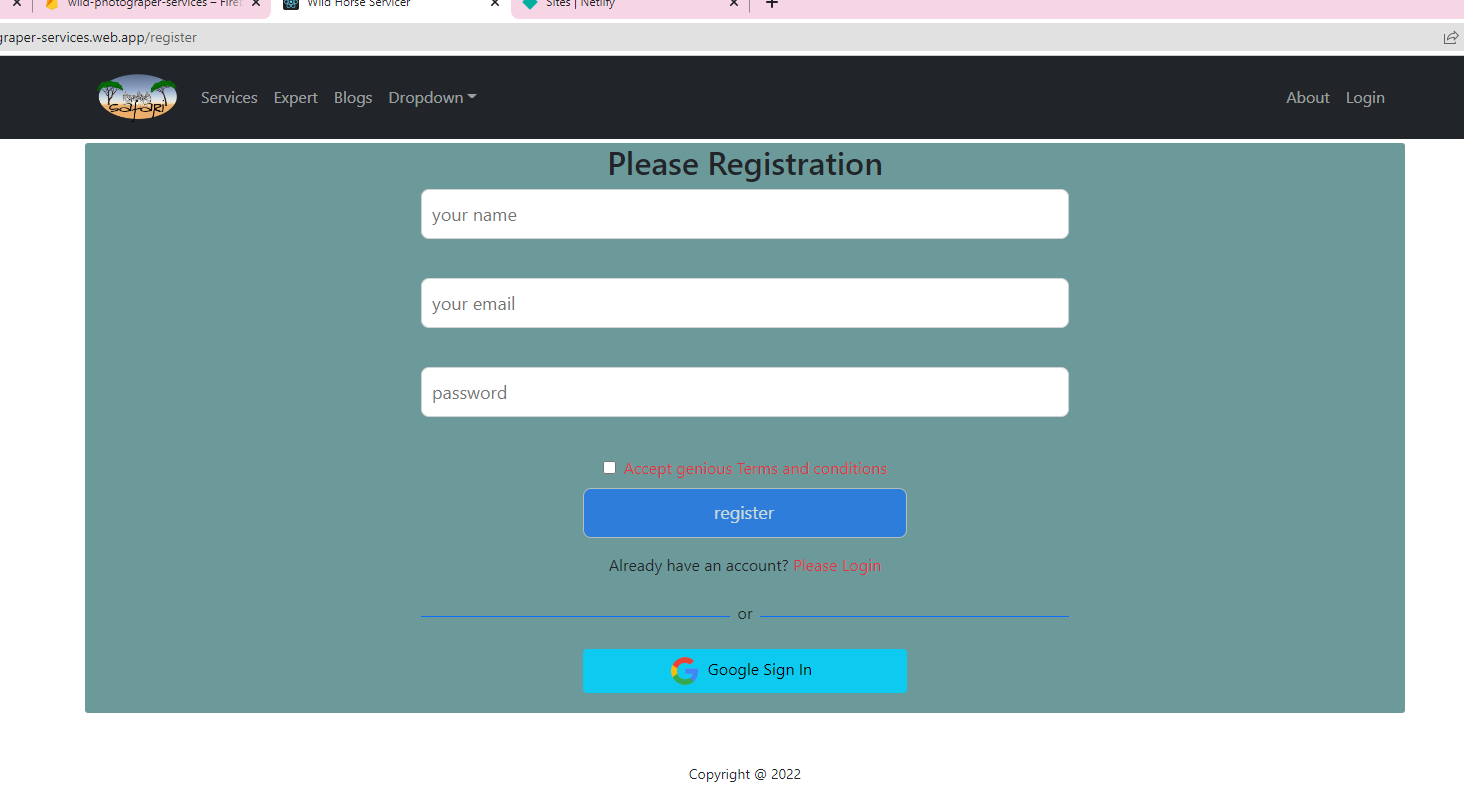 wild-photograper-services – Fire
Wild Horse Servicer
Sites | Netlify
graper-services.web.app/register
safari
Services
Expert
Blogs
Dropdown
About
Login
Please Registration
your name
your email
password
Accept genious Terms and conditions
register
Already have an account? Please Login
or
Google Sign In
Copyright @ 2022